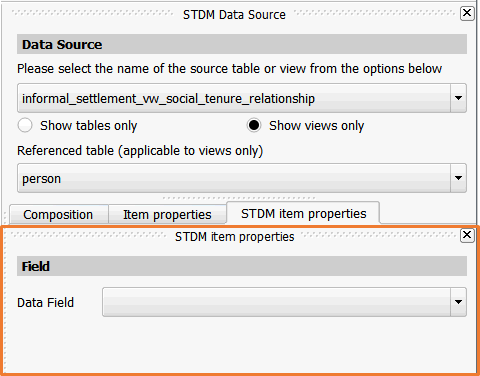 STDM Data Source
Data Source
Please select the name of the source table or view from the options below
informal_settlement_vw_social_tenure_relationship
Show tables only Show views only
Referenced table (applicable to views only)
person
Composition Item properties STDM item properties
STDM item properties
Field
Data Field